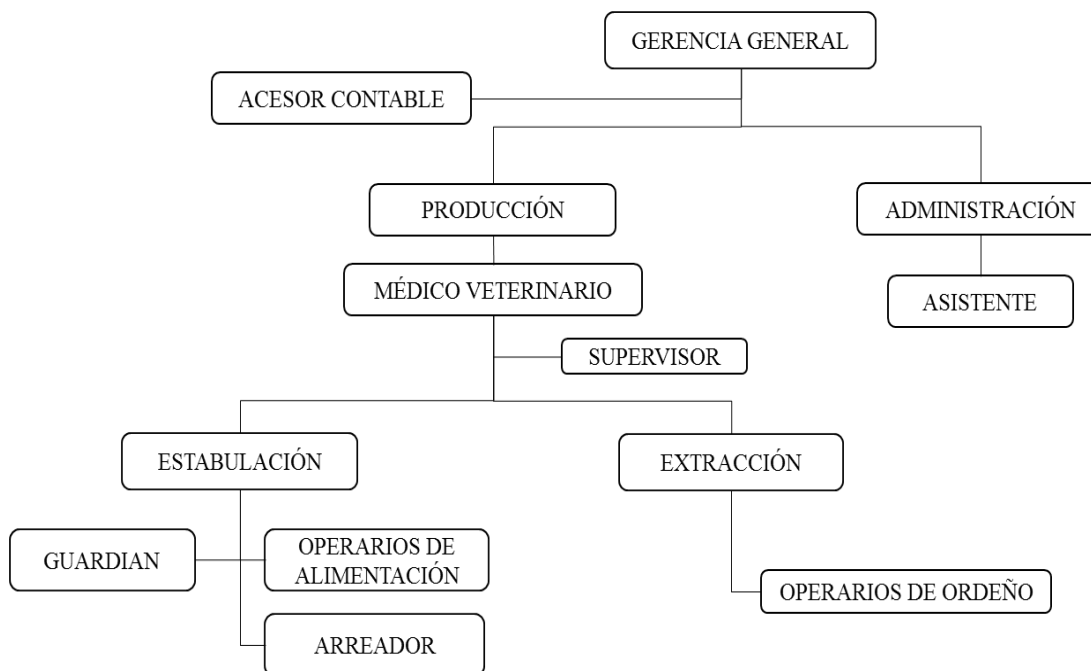 GERENCIA GENERAL
ACESOR CONTABLE
PRODUCCIÓN
ADMINISTRACIÓN
MÉDICO VETERINARIO
ASISTENTE
SUPERVISOR
ESTABULACIÓN
EXTRACCIÓN
GUARDIAN
OPERARIOS DE
ALIMENTACIÓN
OPERARIOS DE ORDEÑO
ARREADOR